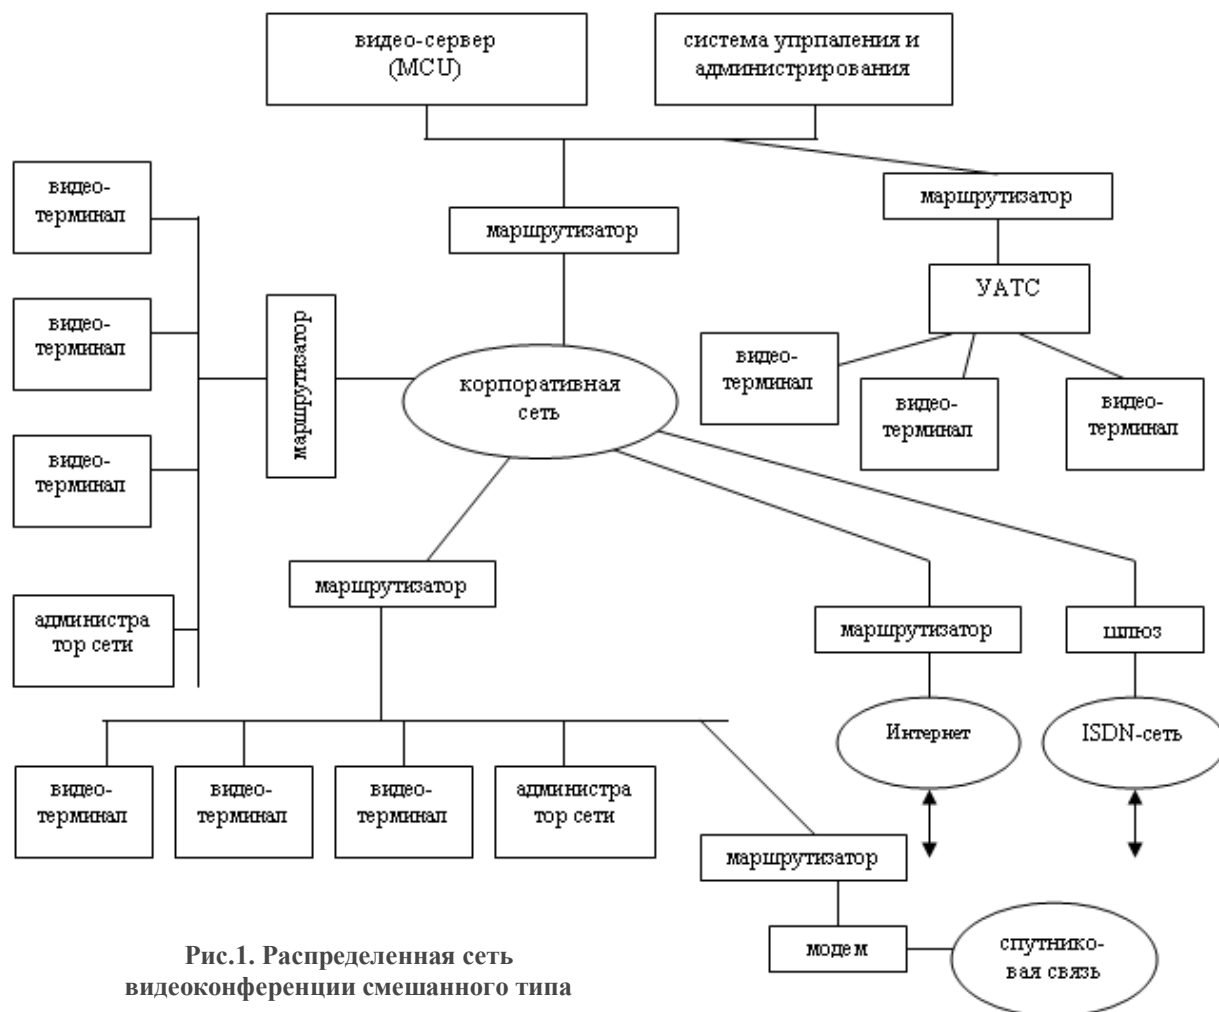 видео-сервер
(MCU)
система упрпаления и
администрирования
видео-
терминал
маршрутизатор
маршрутизатор
УАТС
видео-
терминал
маршрутизатор
корпоративная
сеть
видео-
терминал
видео-
терминал
видео-
терминал
видео-
терминал
администра
тор сети
маршрутизатор
маршрутизатор
шлюз
Интернет
ISDN-сеть
видео-
терминал
видео-
терминал
видео-
терминал
администра
тор сети
маршрутизатор
модем
спутнико-
вая связь
Рис.1. Распределенная сеть
видеоконференции смешанного типа